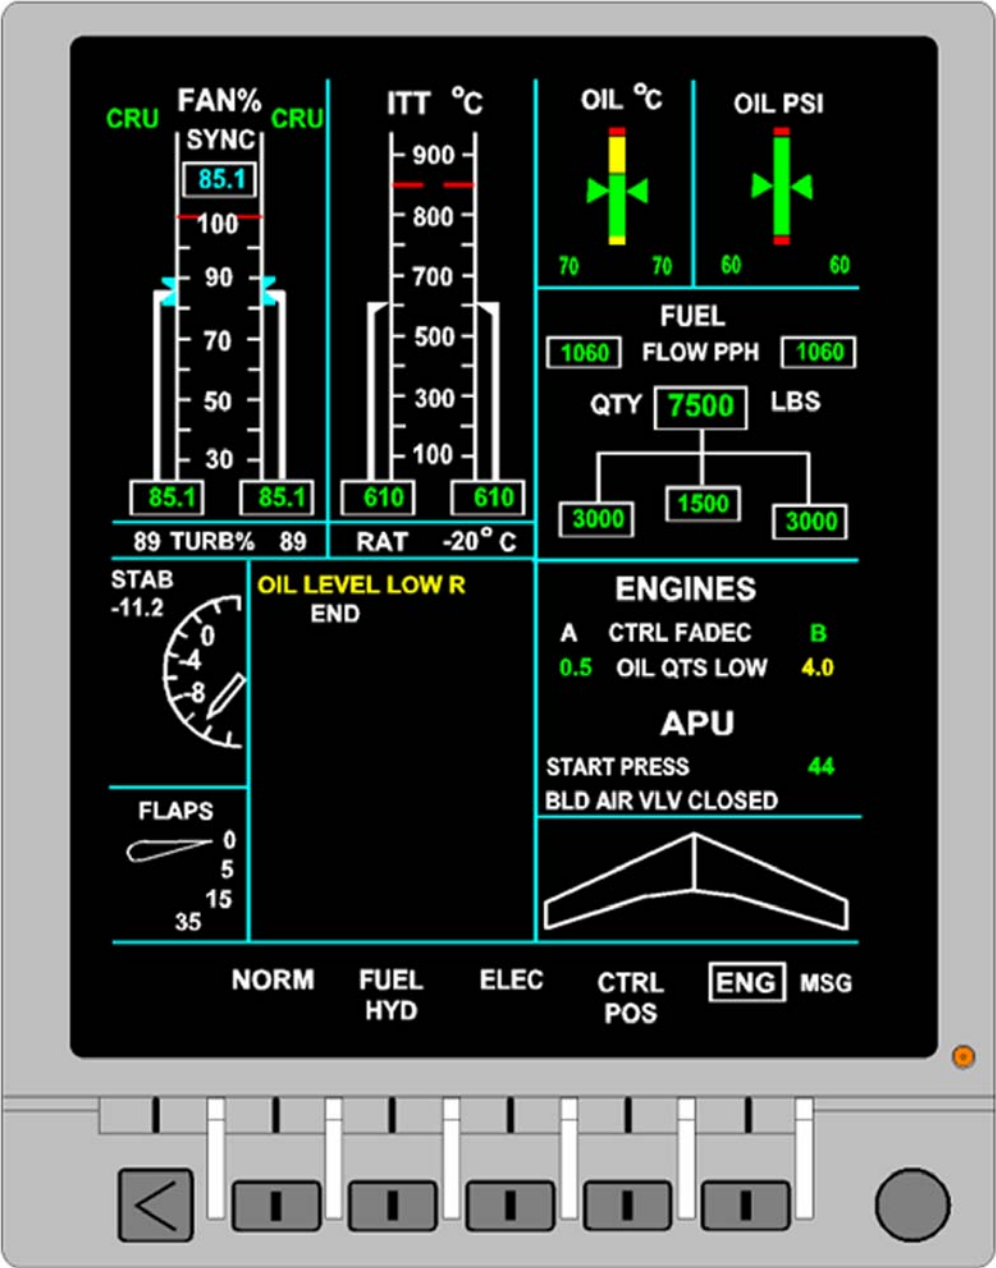 FAN%
CRU CRU
SYNC
85.1
100
90
70
50
30
85.1 85.1
89 TURB% 89
ITT °C
900
800
700
500
300
100
610 610
RAT -20° C
OIL °C
70 70
OIL PSI
60 60
FUEL
1060 FLOW PPH 1060
QTY 7500 LBS
3000 1500 3000
STAB
-11.2
0
-4
-8
OIL LEVEL LOW R
END
ENGINES
A CTRL FADEC B
0.5 OIL QTS LOW 4.0
APU
START PRESS 44
BLD AIR VLV CLOSED
FLAPS
0
5
15
35
NORM
FUEL
HYD
ELEC
CTRL
POS
ENG
MSG